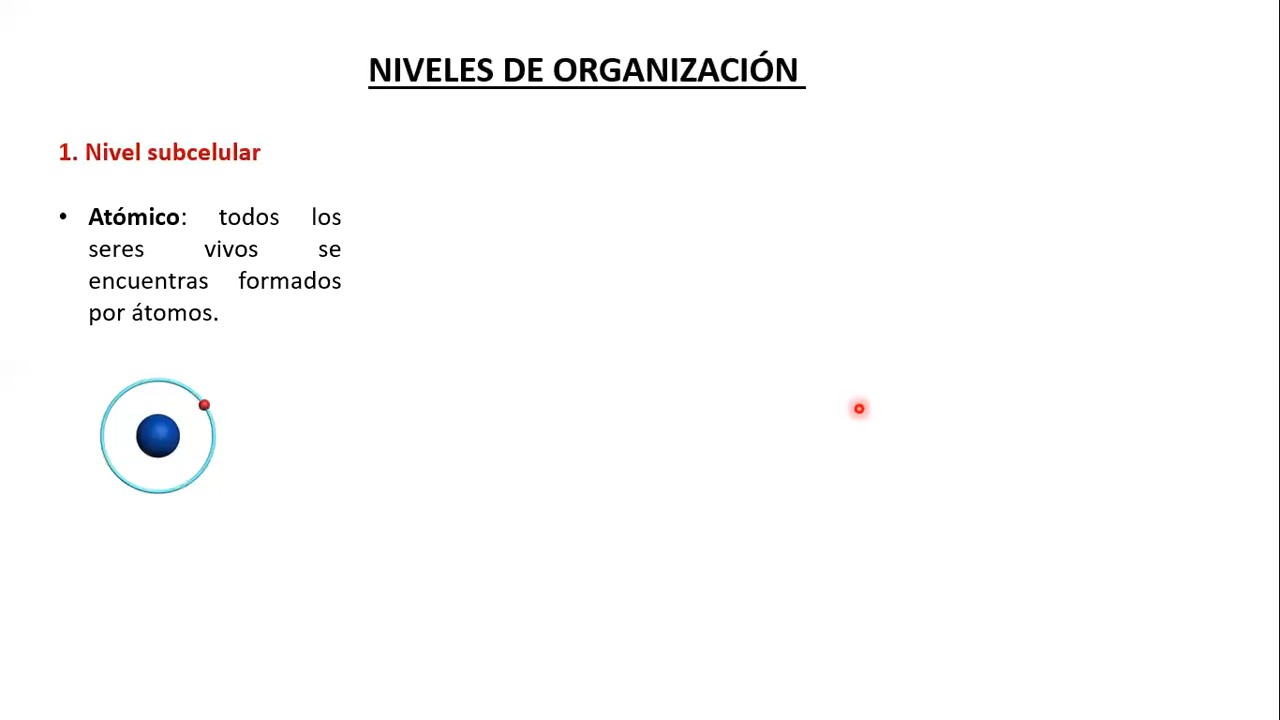 NIVELES DE ORGANIZACIÓN
1. Nivel subcelular
• Atómico: todos los
seres vivos se
encuentras formados
por átomos.